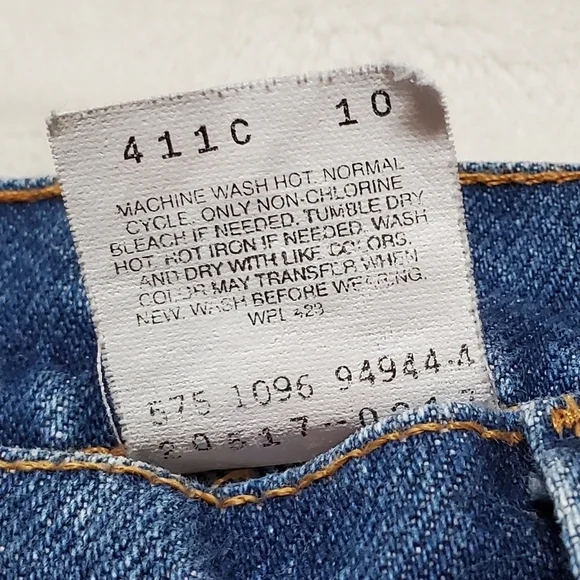 411C 10
MACHINE WASH HOT, NORMAL
CYCLE. ONLY NON-CHLORINE
BLEACH IF NEEDED. TUMBLE DRY
HOT. HOT IRON IF NEEDED. WASH
AND DRY WITH LIKE COLORS.
COLOR MAY TRANSFER WHEN
NEW. WASH BEFORE WEARING.
WPL 423
575 1096 94944-A